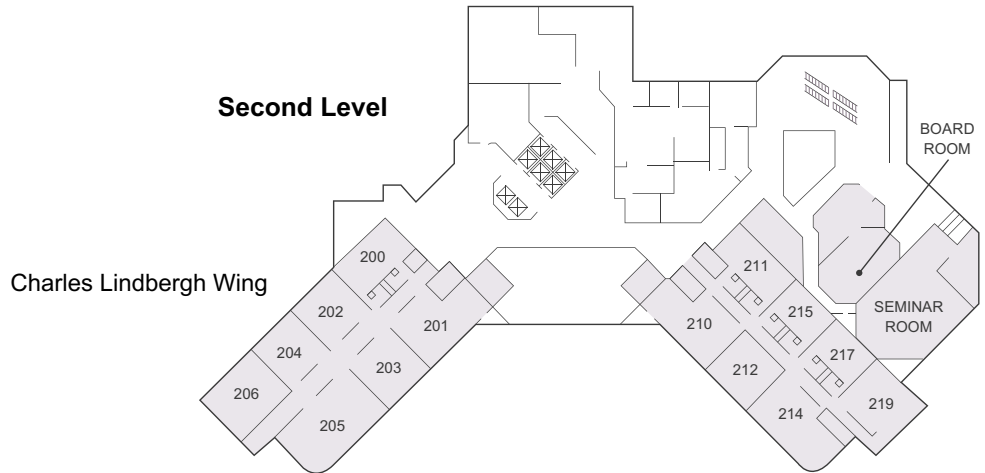 Second Level
BOARD
ROOM
Charles Lindbergh Wing
200
202
204
206
201
203
205
211
215
217
219
210
212
214
SEMINAR
ROOM